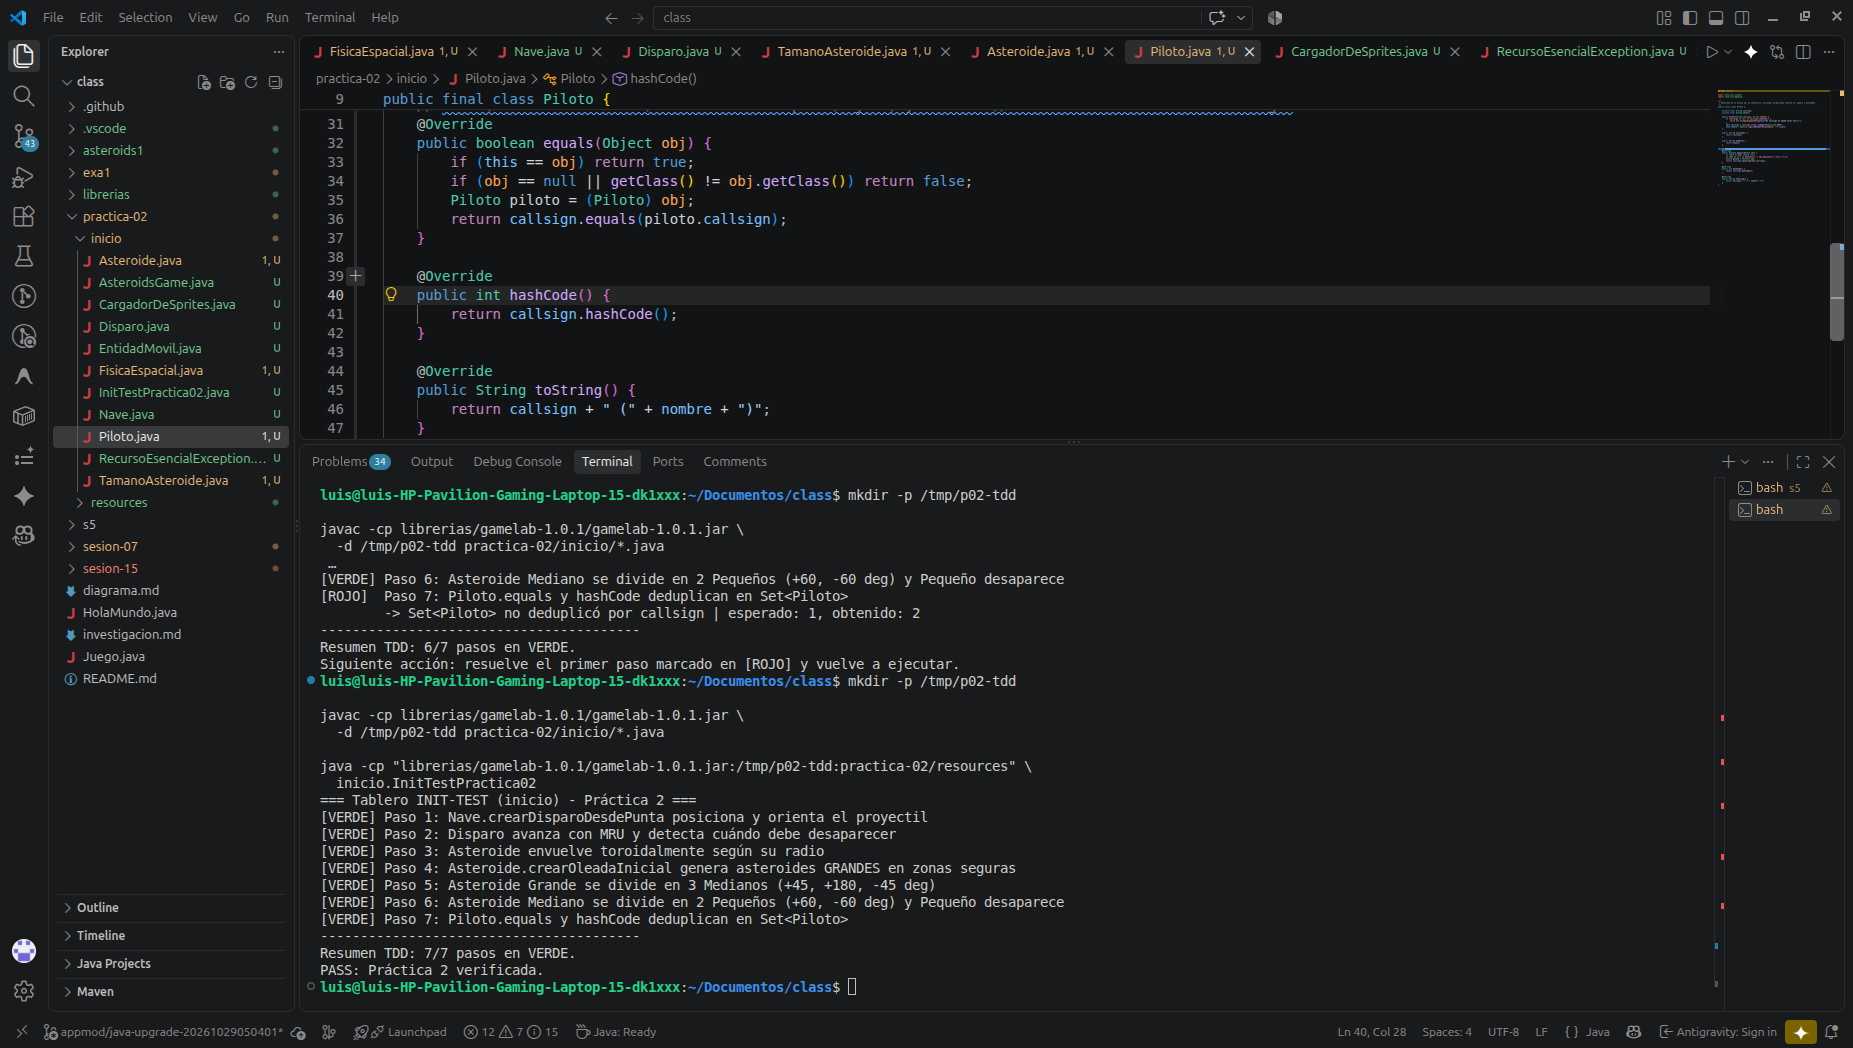 File Edit Selection View Go Run Terminal Help
class
Explorer
FisicaEspacial.java 1, U
Nave.java U
Disparo.java U
TamanoAsteroide.java 1, U
Asteroide.java 1, U
Piloto.java 1, U
CargadorDeSprites.java U
RecursoEsencialException.java U
practica-02 > inicio > Piloto.java > Piloto > hashCode()
class
.github
.vscode
asteroids1
exa1
librerias
practica-02
inicio
Asteroide.java 1, U
AsteroidsGame.java U
CargadorDeSprites.java U
Disparo.java U
EntidadMovil.java U
FisicaEspacial.java 1, U
InitTestPractica02.java U
Nave.java U
Piloto.java 1, U
RecursoEsencialException.... U
TamanoAsteroide.java 1, U
resources
s5
sesion-07
sesion-15
diagrama.md
HolaMundo.java
investigacion.md
Juego.java
README.md
Outline
Timeline
Java Projects
Maven
43
9 public final class Piloto {
31 @Override
32 public boolean equals(Object obj) {
33 if (this == obj) return true;
34 if (obj == null || getClass() != obj.getClass()) return false;
35 Piloto piloto = (Piloto) obj;
36 return callsign.equals(piloto.callsign);
37 }
38
39 @Override
40 public int hashCode() {
41 return callsign.hashCode();
42 }
43
44 @Override
45 public String toString() {
46 return callsign + " (" + nombre + ")";
47 }
Problems 34 Output Debug Console Terminal Ports Comments
bash s5
bash
luis@luis-HP-Pavilion-Gaming-Laptop-15-dk1xxx:~/Documentos/class$ mkdir -p /tmp/p02-tdd
javac -cp librerias/gamelab-1.0.1/gamelab-1.0.1.jar \
-d /tmp/p02-tdd practica-02/inicio/*.java
…
[VERDE] Paso 6: Asteroide Mediano se divide en 2 Pequeños (+60, -60 deg) y Pequeño desaparece
[ROJO] Paso 7: Piloto.equals y hashCode deduplican en Set<Piloto>
-> Set<Piloto> no deduplicó por callsign | esperado: 1, obtenido: 2
----------------------------------------
Resumen TDD: 6/7 pasos en VERDE.
Siguiente acción: resuelve el primer paso marcado en [ROJO] y vuelve a ejecutar.
luis@luis-HP-Pavilion-Gaming-Laptop-15-dk1xxx:~/Documentos/class$ mkdir -p /tmp/p02-tdd
javac -cp librerias/gamelab-1.0.1/gamelab-1.0.1.jar \
-d /tmp/p02-tdd practica-02/inicio/*.java
java -cp "librerias/gamelab-1.0.1/gamelab-1.0.1.jar:/tmp/p02-tdd:practica-02/resources" \
inicio.InitTestPractica02
=== Tablero INIT-TEST (inicio) - Práctica 2 ===
[VERDE] Paso 1: Nave.crearDisparoDesdePunta posiciona y orienta el proyectil
[VERDE] Paso 2: Disparo avanza con MRU y detecta cuándo debe desaparecer
[VERDE] Paso 3: Asteroide envuelve toroidalmente según su radio
[VERDE] Paso 4: Asteroide.crearOleadaInicial genera asteroides GRANDES en zonas seguras
[VERDE] Paso 5: Asteroide Grande se divide en 3 Medianos (+45, +180, -45 deg)
[VERDE] Paso 6: Asteroide Mediano se divide en 2 Pequeños (+60, -60 deg) y Pequeño desaparece
[VERDE] Paso 7: Piloto.equals y hashCode deduplican en Set<Piloto>
----------------------------------------
Resumen TDD: 7/7 pasos en VERDE.
PASS: Práctica 2 verificada.
luis@luis-HP-Pavilion-Gaming-Laptop-15-dk1xxx:~/Documentos/class$
appmod/java-upgrade-20261029050401* Launchpad 12 7 15 Java: Ready
Ln 40, Col 28 Spaces: 4 UTF-8 LF { } Java Antigravity: Sign in